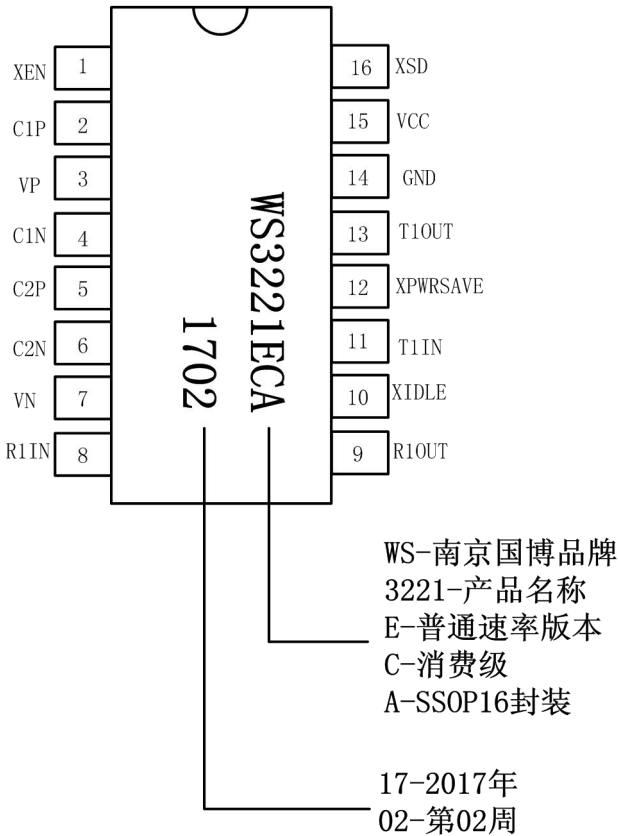 XEN 1
C1P 2
VP 3
C1N 4
C2P 5
C2N 6
VN 7
R1IN 8
16 XSD
15 VCC
14 GND
13 T1OUT
12 XPWRSAVE
11 T1IN
10 XIDLE
9 R1OUT
WS3221ECA
1702
WS-南京国博品牌
3221-产品名称
E-普通速率版本
C-消费级
A-SSOP16封装
17-2017年
02-第02周